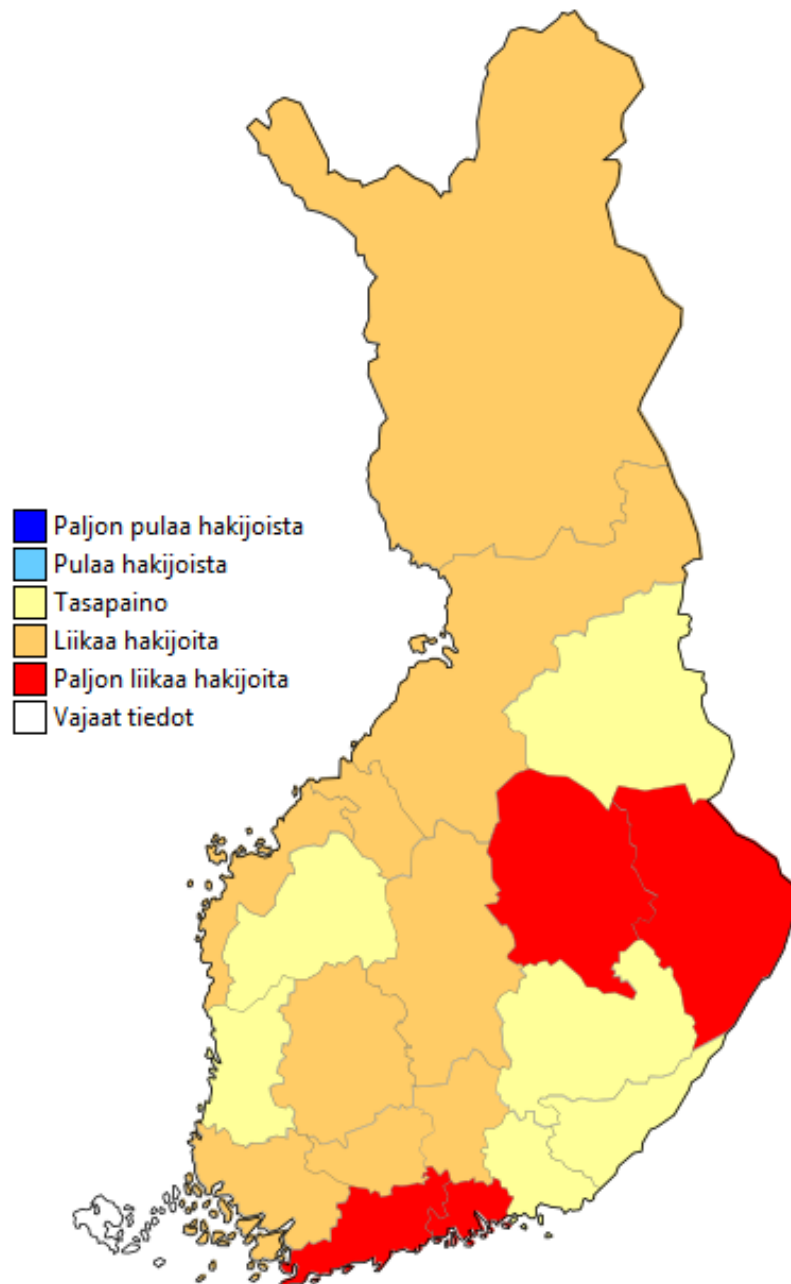 Paljon pulaa hakijoista
Pulaa hakijoista
Tasapaino
Liikaa hakijoita
Paljon liikaa hakijoita
Vajaat tiedot